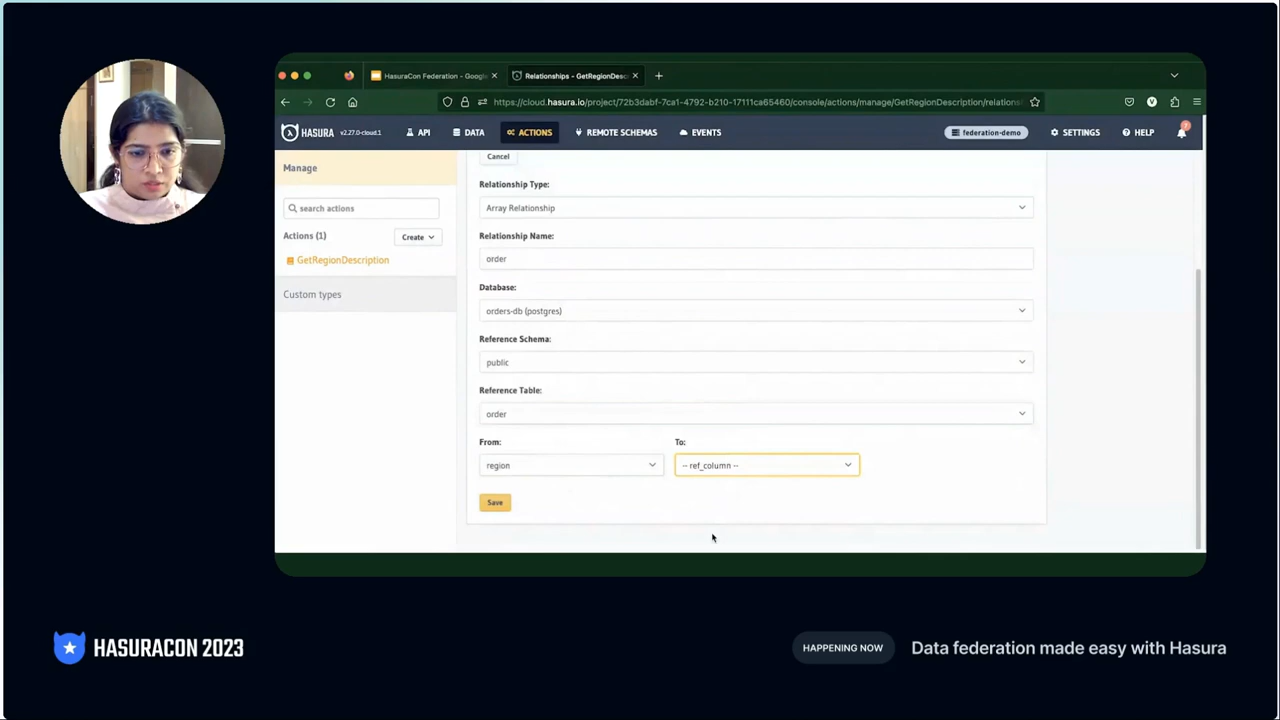 HasuraCon Federation - Google
Relationships - GetRegionDesc
https://cloud.hasura.io/project/72b3dabf-7ca1-4792-b210-17111ca65460/console/actions/manage/GetRegionDescription/relations
HASURA v2.27.0-cloud.1 API DATA ACTIONS REMOTE SCHEMAS EVENTS federation-demo SETTINGS HELP
Manage
search actions
Actions (1) Create
GetRegionDescription
Custom types
Cancel
Relationship Type:
Array Relationship
Relationship Name:
order
Database:
orders-db (postgres)
Reference Schema:
public
Reference Table:
order
From: To:
region -- ref_column --
Save
HASURACON 2023
HAPPENING NOW Data federation made easy with Hasura